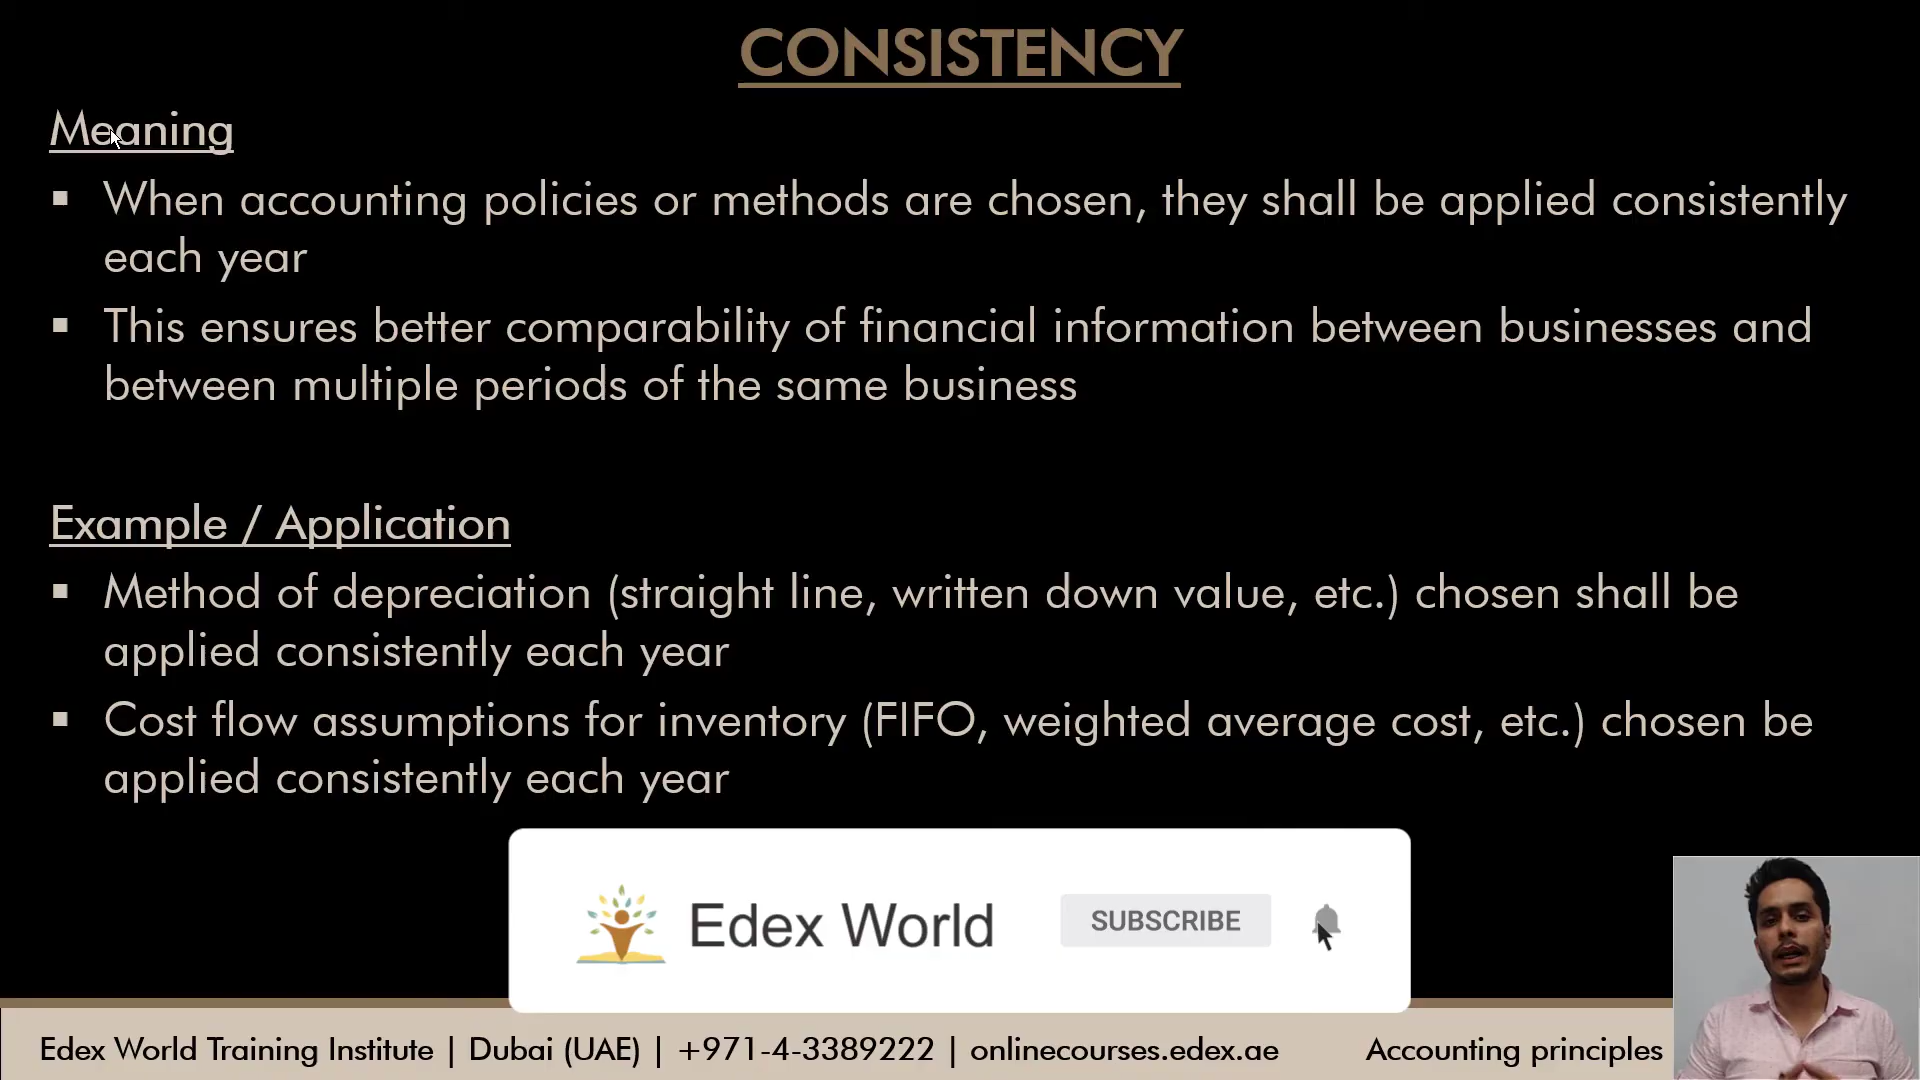 CONSISTENCY
Meaning
▪ When accounting policies or methods are chosen, they shall be applied consistently
each year
▪ This ensures better comparability of financial information between businesses and
between multiple periods of the same business
Example / Application
▪ Method of depreciation (straight line, written down value, etc.) chosen shall be
applied consistently each year
▪ Cost flow assumptions for inventory (FIFO, weighted average cost, etc.) chosen be
applied consistently each year
Edex World SUBSCRIBE
Edex World Training Institute | Dubai (UAE) | +971-4-3389222 | onlinecourses.edex.ae Accounting principles